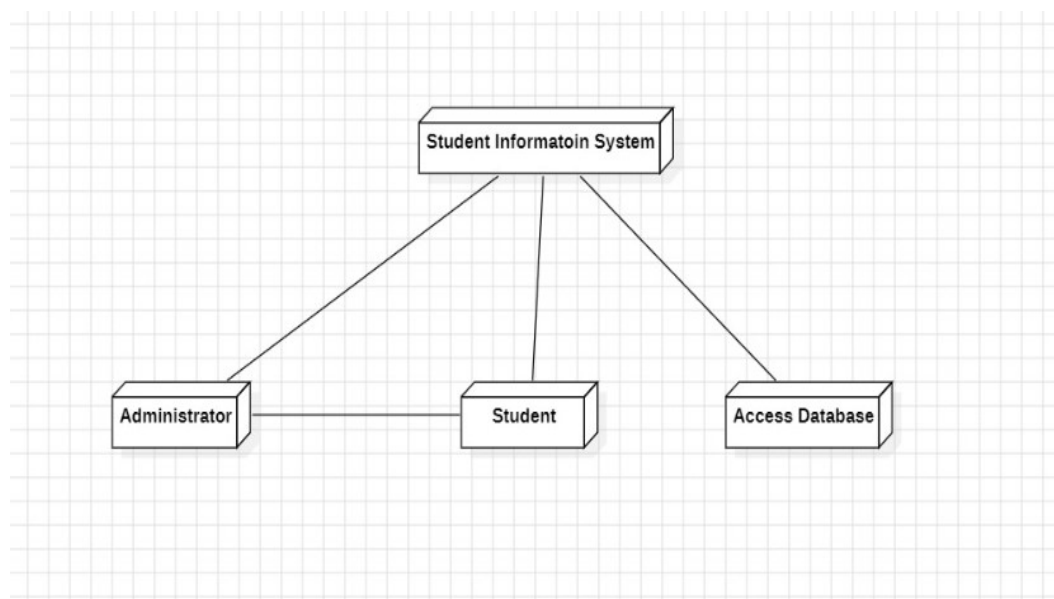 Student Informatoin System
Administrator
Student
Access Database